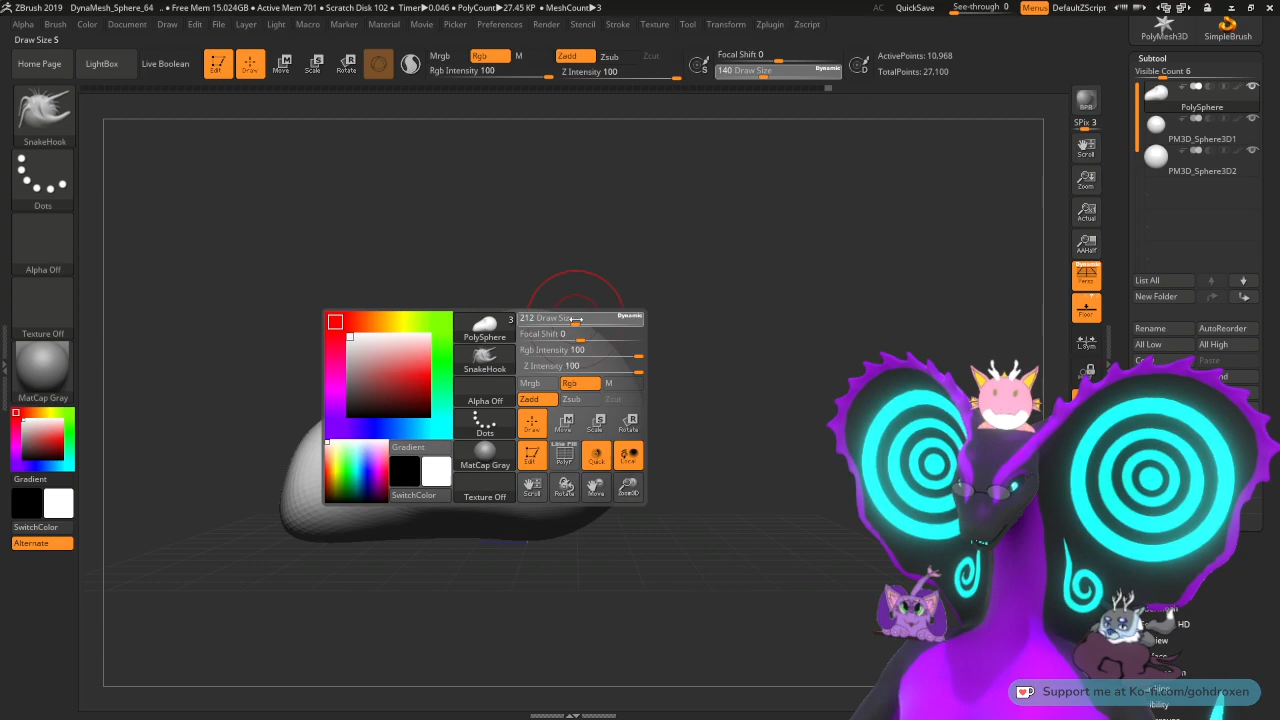 ZBrush 2019 DynaMesh_Sphere_64 .. • Free Mem 15.024GB • Active Mem 701 • Scratch Disk 102 • Timer▶0.046 • PolyCount▶27.45 KP • MeshCount▶3 AC QuickSave See-through 0 Menus DefaultZScript
Alpha Brush Color Document Draw Edit File Layer Light Macro Marker Material Movie Picker Preferences Render Stencil Stroke Texture Tool Transform Zplugin Zscript
Draw Size S
Home Page LightBox Live Boolean Edit Draw Move Scale Rotate
Mrgb Rgb M Zadd Zsub Zcut
Rgb Intensity 100 Z Intensity 100
Focal Shift 0
140 Draw Size Dynamic
S D
ActivePoints: 10,968
TotalPoints: 27,100
PolyMesh3D SimpleBrush
Subtool
Visible Count 6
PolySphere
PM3D_Sphere3D1
PM3D_Sphere3D2
List All
New Folder
Rename AutoReorder
All Low All High
SnakeHook
Dots
Alpha Off
Texture Off
MatCap Gray
Gradient
SwitchColor
Alternate
BPR
SPix 3
Scroll
Zoom
Actual
AAHalf
Dynamic
Persp
Floor
L.Sym
3
PolySphere
SnakeHook
Alpha Off
Dots
MatCap Gray
Texture Off
Gradient
SwitchColor
212 Draw Size Dynamic
Focal Shift 0
Rgb Intensity 100
Z Intensity 100
Mrgb Rgb M
Zadd Zsub Zcut
Draw Move Scale Rotate
Line Fill
Edit PolyF Quick Local
Scroll Rotate Move Zoom3D
HD
Support me at Ko-fi.com/gohdroxen